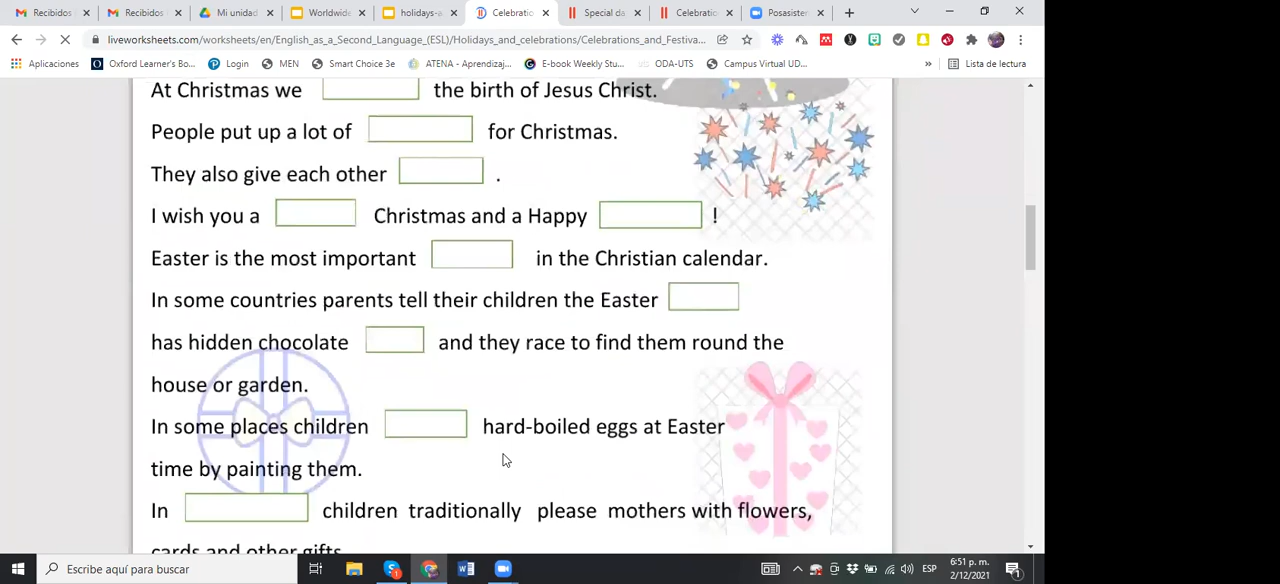 Recibidos
Recibidos
Mi unidad
Worldwide
holidays-a
Celebratio
Special da
Celebratio
Posasister
liveworksheets.com/worksheets/en/English_as_a_Second_Language_(ESL)/Holidays_and_celebrations/Celebrations_and_Festiva...
Aplicaciones
Oxford Learner's Bo...
Login
MEN
Smart Choice 3e
ATENA - Aprendizaj...
E-book Weekly Stu...
ODA-UTS
Campus Virtual UD...
»
Lista de lectura
At Christmas we the birth of Jesus Christ.
People put up a lot of for Christmas.
They also give each other .
I wish you a Christmas and a Happy !
Easter is the most important in the Christian calendar.
In some countries parents tell their children the Easter
has hidden chocolate and they race to find them round the
house or garden.
In some places children hard-boiled eggs at Easter
time by painting them.
In children traditionally please mothers with flowers,
cards and other gifts
Escribe aquí para buscar
ESP
6:51 p. m.
2/12/2021
1